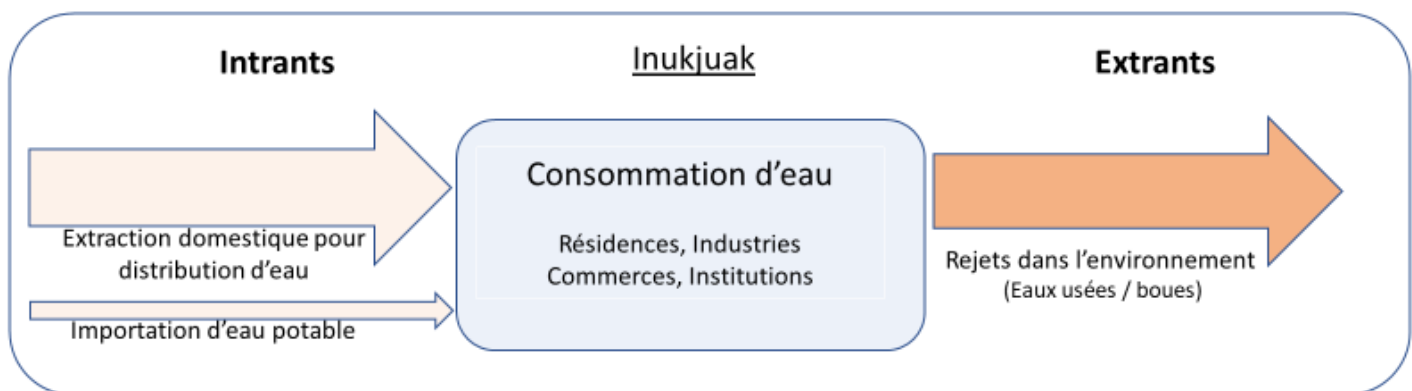 Intrants
Inukjuak
Extrants
Extraction domestique pour
distribution d’eau
Importation d’eau potable
Consommation d’eau
Résidences, Industries
Commerces, Institutions
Rejets dans l’environnement
(Eaux usées / boues)